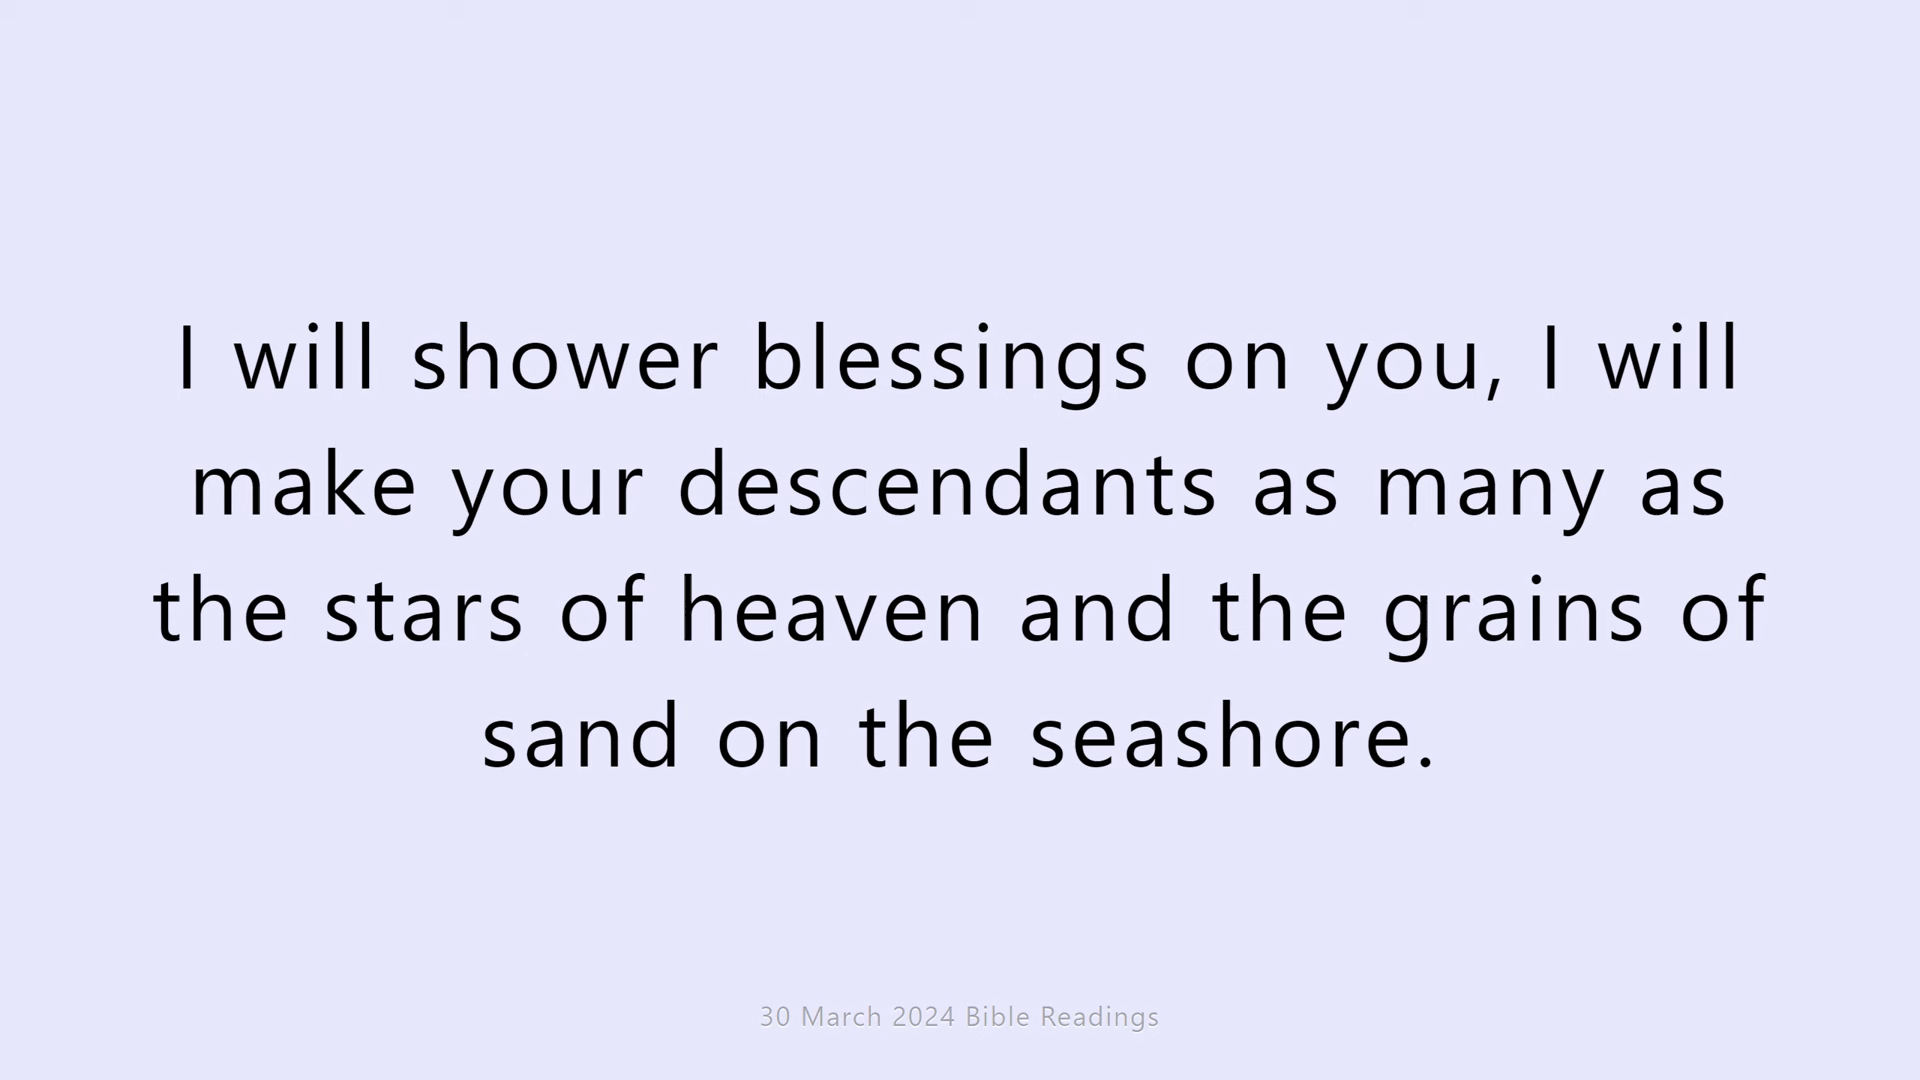 I will shower blessings on you, I will
make your descendants as many as
the stars of heaven and the grains of
sand on the seashore.
30 March 2024 Bible Readings